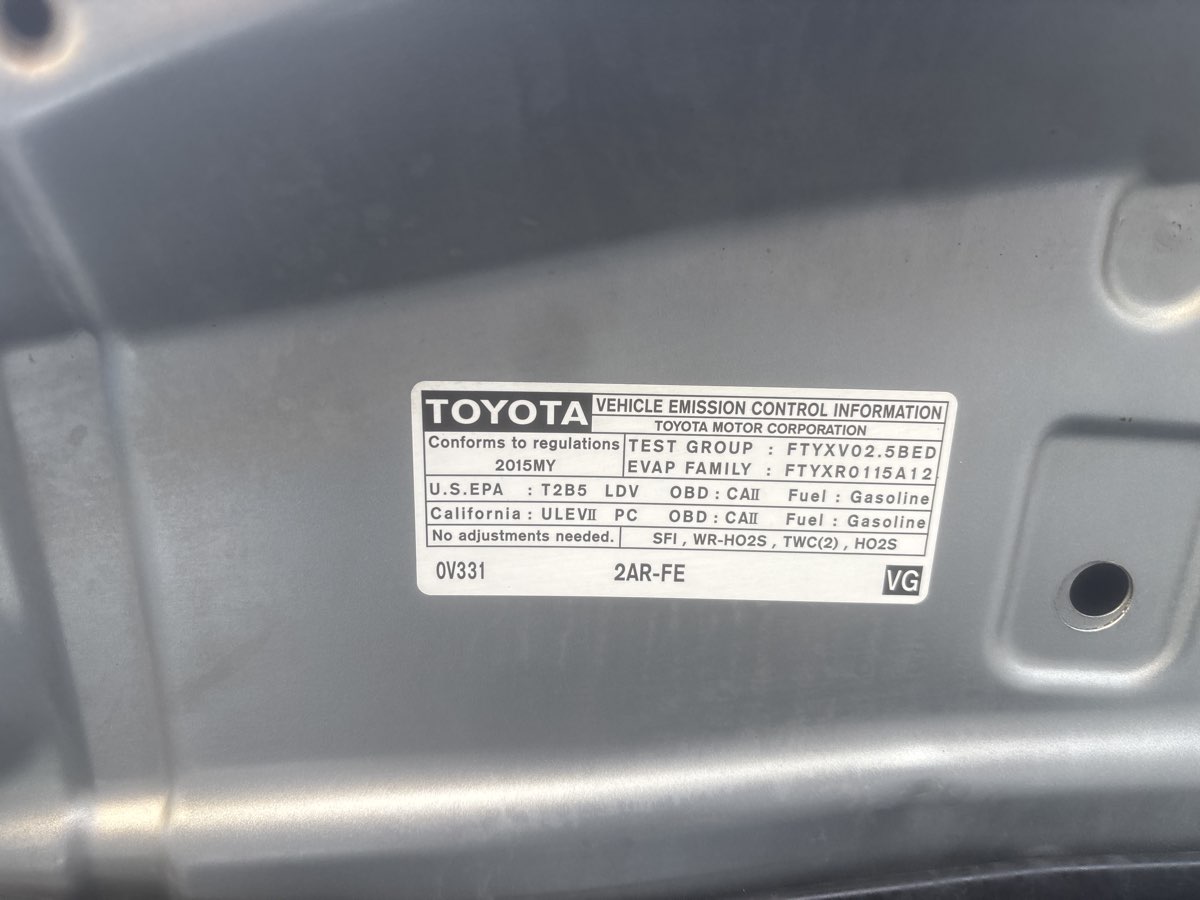 TOYOTA VEHICLE EMISSION CONTROL INFORMATION
TOYOTA MOTOR CORPORATION
Conforms to regulations
2015MY
TEST GROUP : FTYXV02.5BED
EVAP FAMILY : FTYXR0115A12
U.S.EPA : T2B5 LDV OBD : CAⅡ Fuel : Gasoline
California : ULEVⅡ PC OBD : CAⅡ Fuel : Gasoline
No adjustments needed. SFI , WR-HO2S , TWC(2) , HO2S
0V331 2AR-FE VG